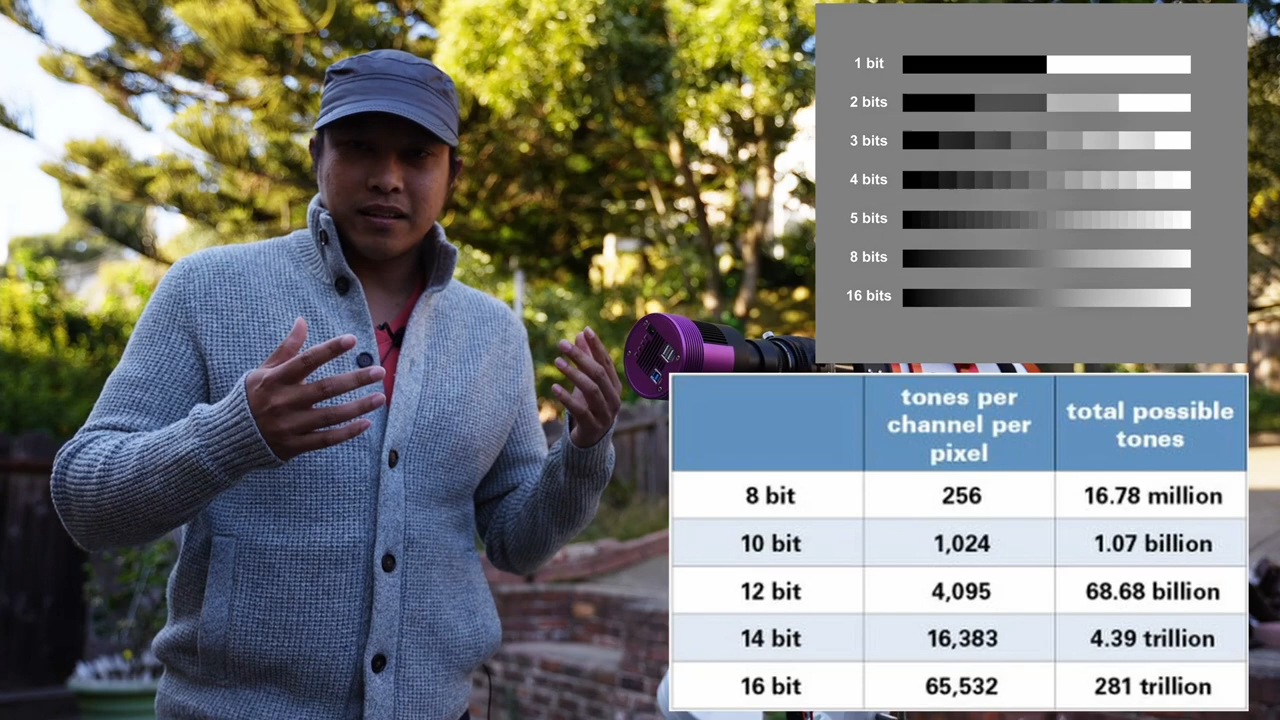 1 bit
2 bits
3 bits
4 bits
5 bits
8 bits
16 bits
tones per
channel per
pixel
total possible
tones
8 bit 256 16.78 million
10 bit 1,024 1.07 billion
12 bit 4,095 68.68 billion
14 bit 16,383 4.39 trillion
16 bit 65,532 281 trillion